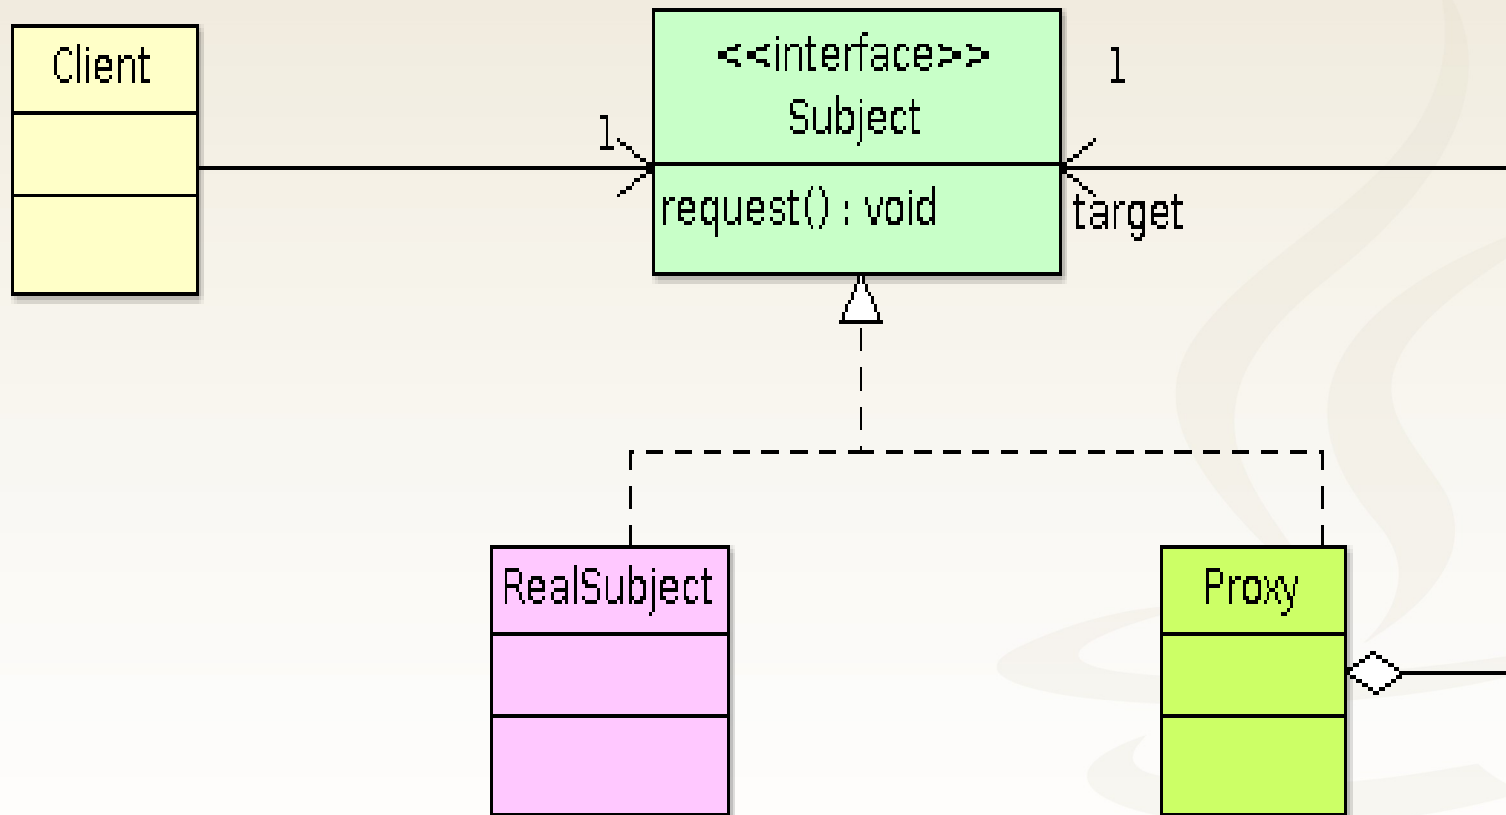 Client
<<interface>>
Subject
request() : void
1
1
target
RealSubject
Proxy